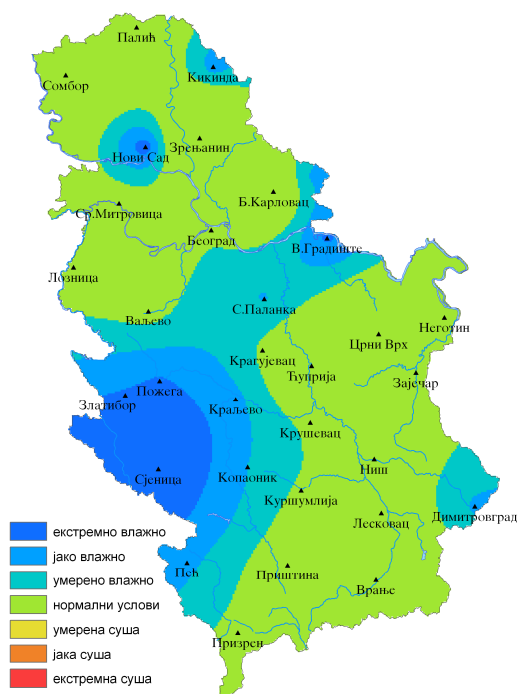 Палић
Кикинда
Сомбор
Зрењанин
Нови Сад
Б.Карловац
Ср.Митровица
Београд
В.Градиште
Лозница
С.Паланка
Ваљево
Неготин
Црни Врх
Крагујевац
Ћуприја
Зајечар
Пожега
Златибор
Краљево
Крушевац
Ниш
Сјеница
Копаоник
Куршумлија
Лесковац
Димитровград
Пећ
Приштина
Врање
Призрен
екстремно влажно
јако влажно
умерено влажно
нормални услови
умерена суша
јака суша
екстремна суша